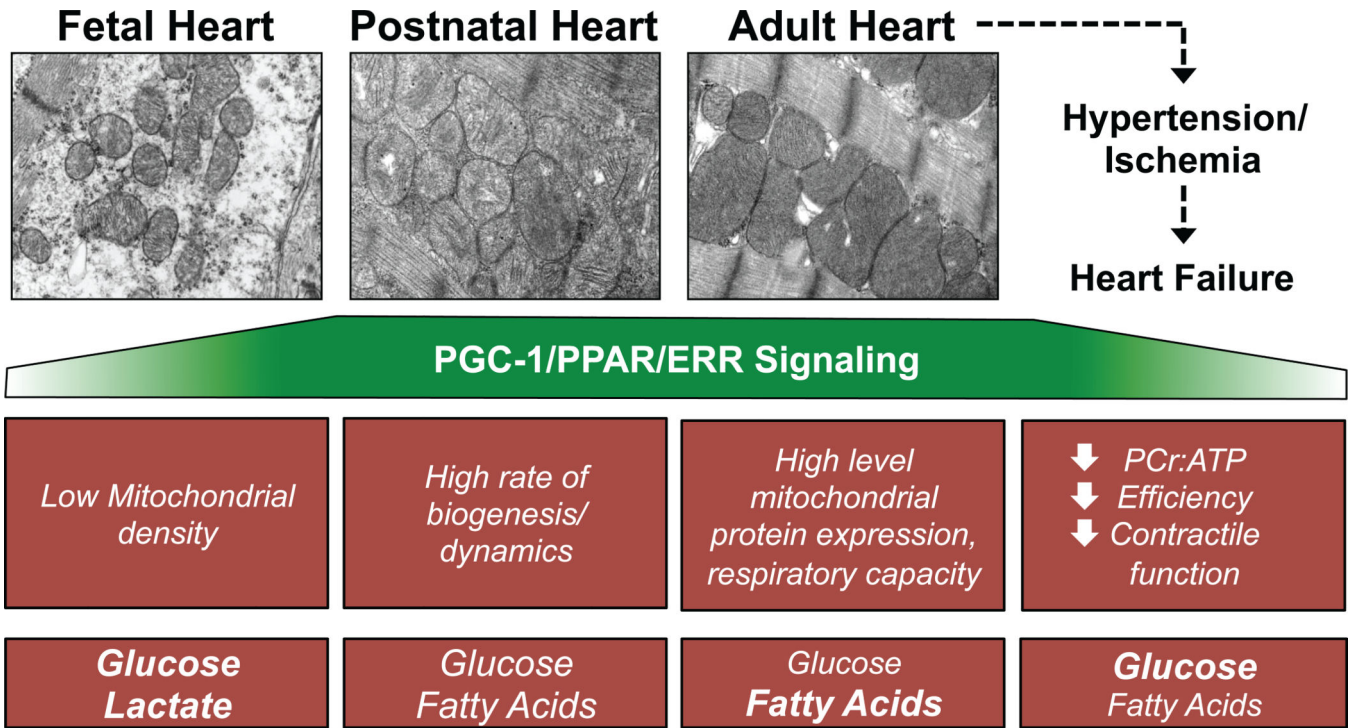 Fetal Heart
Postnatal Heart
Adult Heart
Hypertension/
Ischemia
Heart Failure
PGC-1/PPAR/ERR Signaling
Low Mitochondrial
density
High rate of
biogenesis/
dynamics
High level
mitochondrial
protein expression,
respiratory capacity
PCr:ATP
Efficiency
Contractile
function
Glucose
Lactate
Glucose
Fatty Acids
Glucose
Fatty Acids
Glucose
Fatty Acids